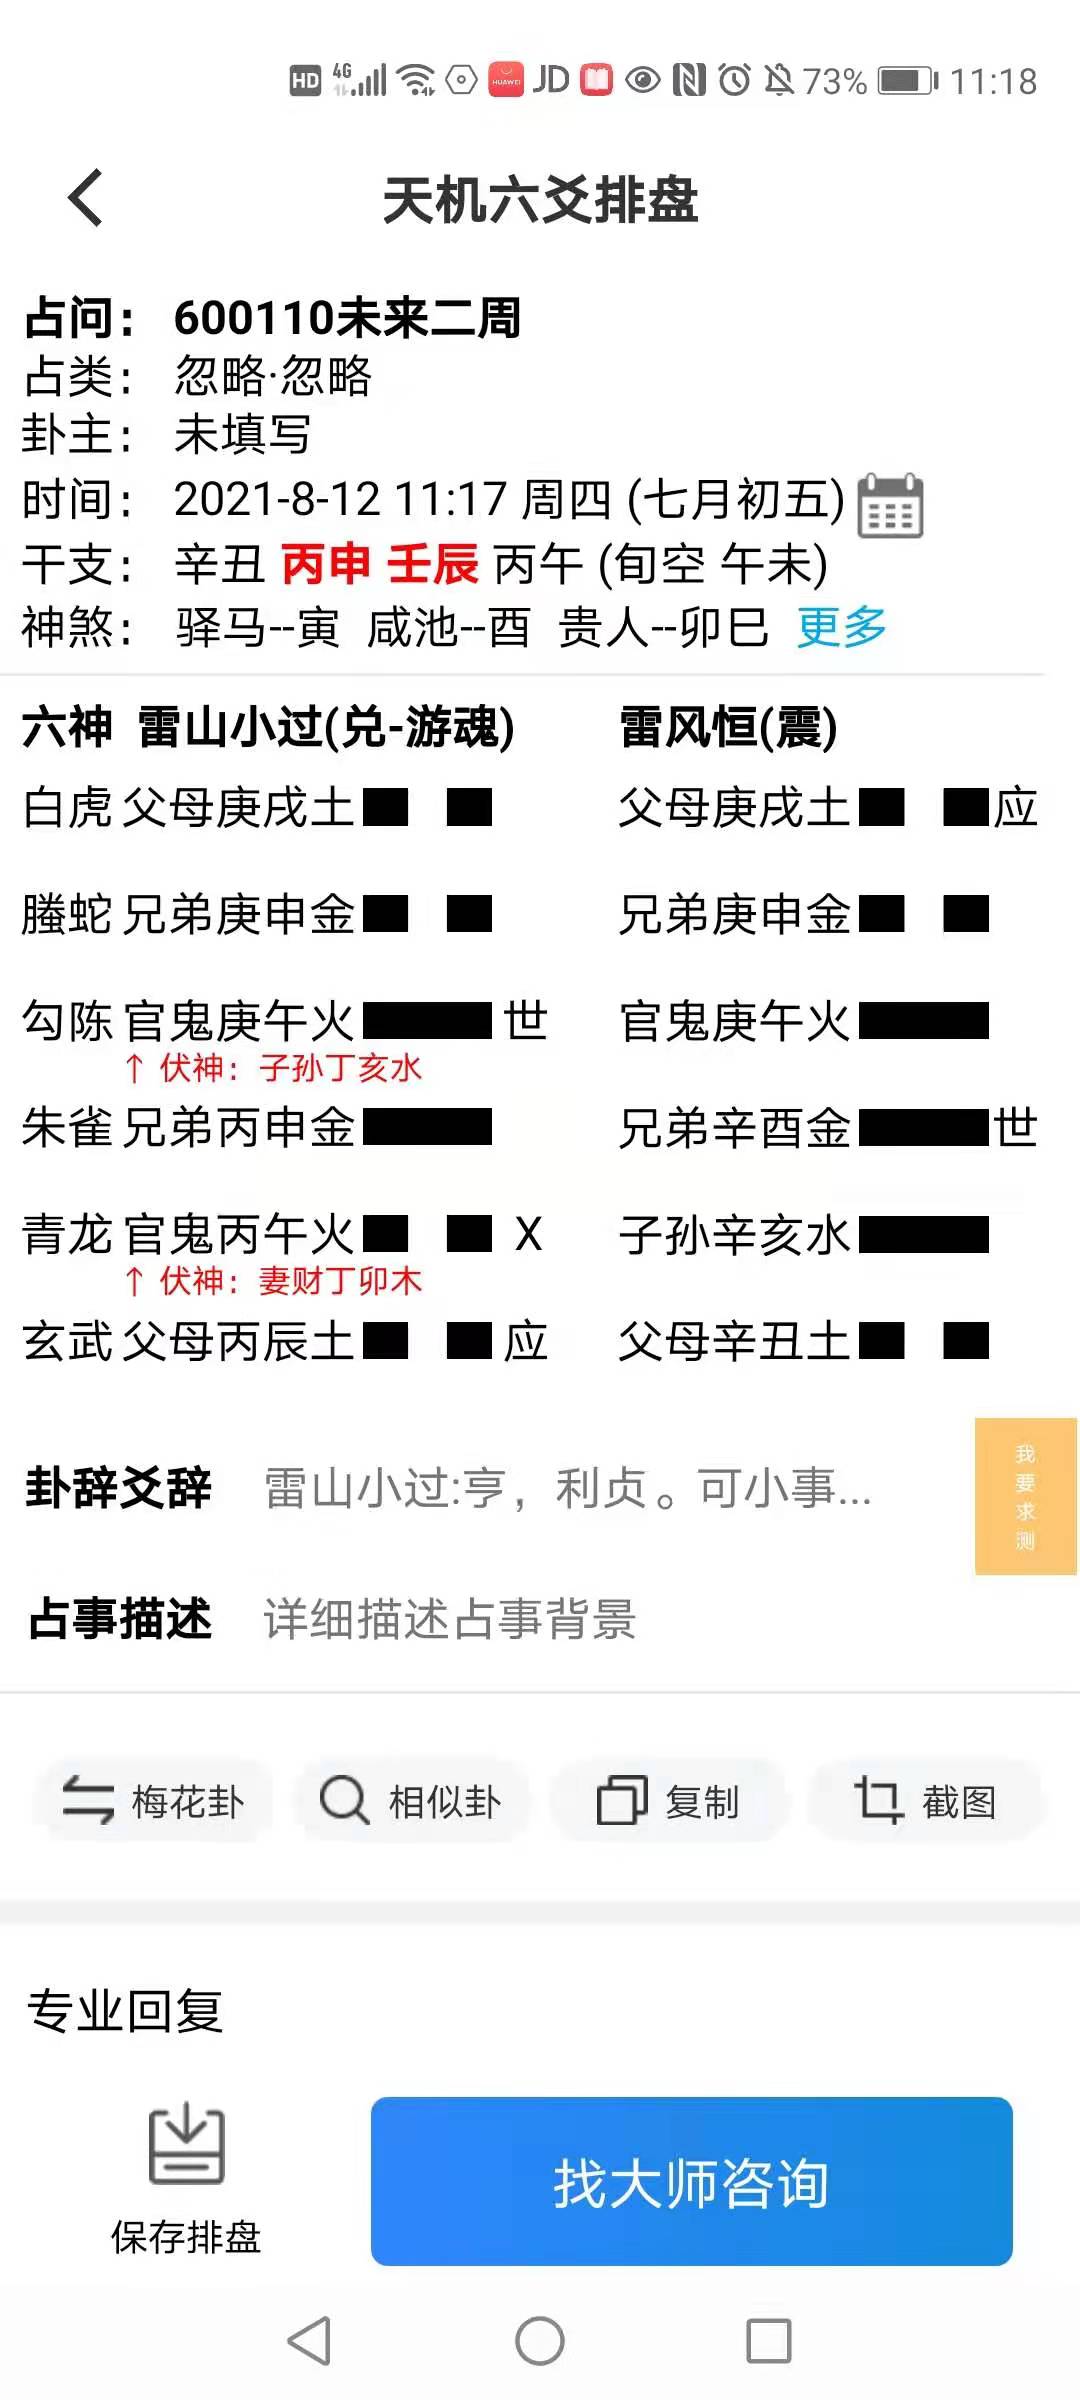 HD 4G HUAWEI JD 73% 11:18
天机六爻排盘
占问： 600110未来二周
占类： 忽略·忽略
卦主： 未填写
时间： 2021-8-12 11:17 周四 (七月初五)
干支： 辛丑 丙申 壬辰 丙午 (旬空 午未)
神煞： 驿马--寅 咸池--酉 贵人--卯巳 更多
六神 雷山小过(兑-游魂) 雷风恒(震)
白虎 父母庚戌土 父母庚戌土 应
螣蛇 兄弟庚申金 兄弟庚申金
勾陈 官鬼庚午火 世 官鬼庚午火
↑ 伏神：子孙丁亥水
朱雀 兄弟丙申金 兄弟辛酉金 世
青龙 官鬼丙午火 X 子孙辛亥水
↑ 伏神：妻财丁卯木
玄武 父母丙辰土 应 父母辛丑土
卦辞爻辞 雷山小过:亨，利贞。可小事...
我要求测
占事描述 详细描述占事背景
梅花卦 相似卦 复制 截图
专业回复
保存排盘 找大师咨询